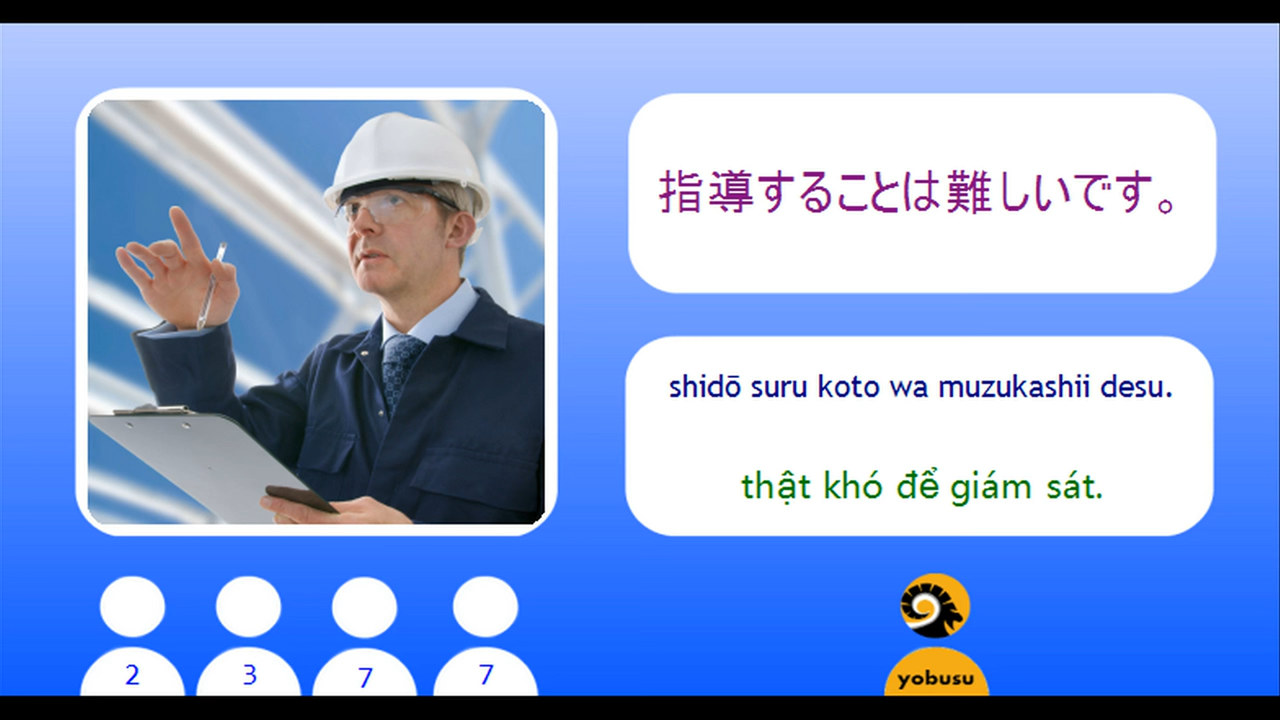 指導することは難しいです。
shidō suru koto wa muzukashii desu.
thật khó để giám sát.
2 3 7 7
yobusu